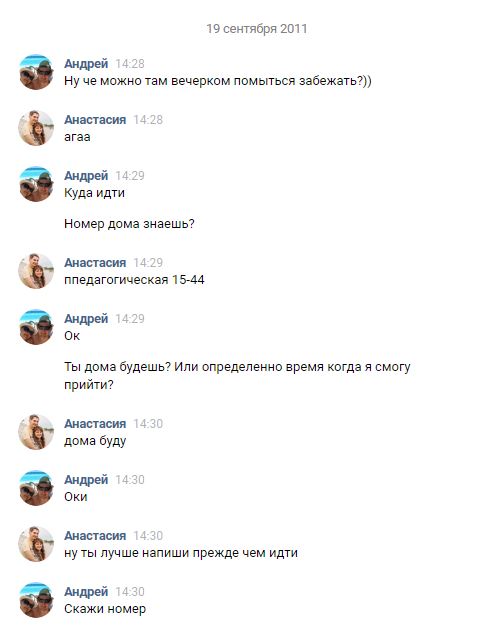 19 сентября 2011
Андрей 14:28
Ну че можно там вечерком помыться забежать?))
Анастасия 14:28
агаа
Андрей 14:29
Куда идти
Номер дома знаешь?
Анастасия 14:29
ппедагогическая 15-44
Андрей 14:29
Ок
Ты дома будешь? Или определенно время когда я смогу
прийти?
Анастасия 14:30
дома буду
Андрей 14:30
Оки
Анастасия 14:30
ну ты лучше напиши прежде чем идти
Андрей 14:30
Скажи номер